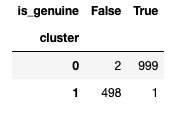 is_genuine False True
cluster
0 2 999
1 498 1